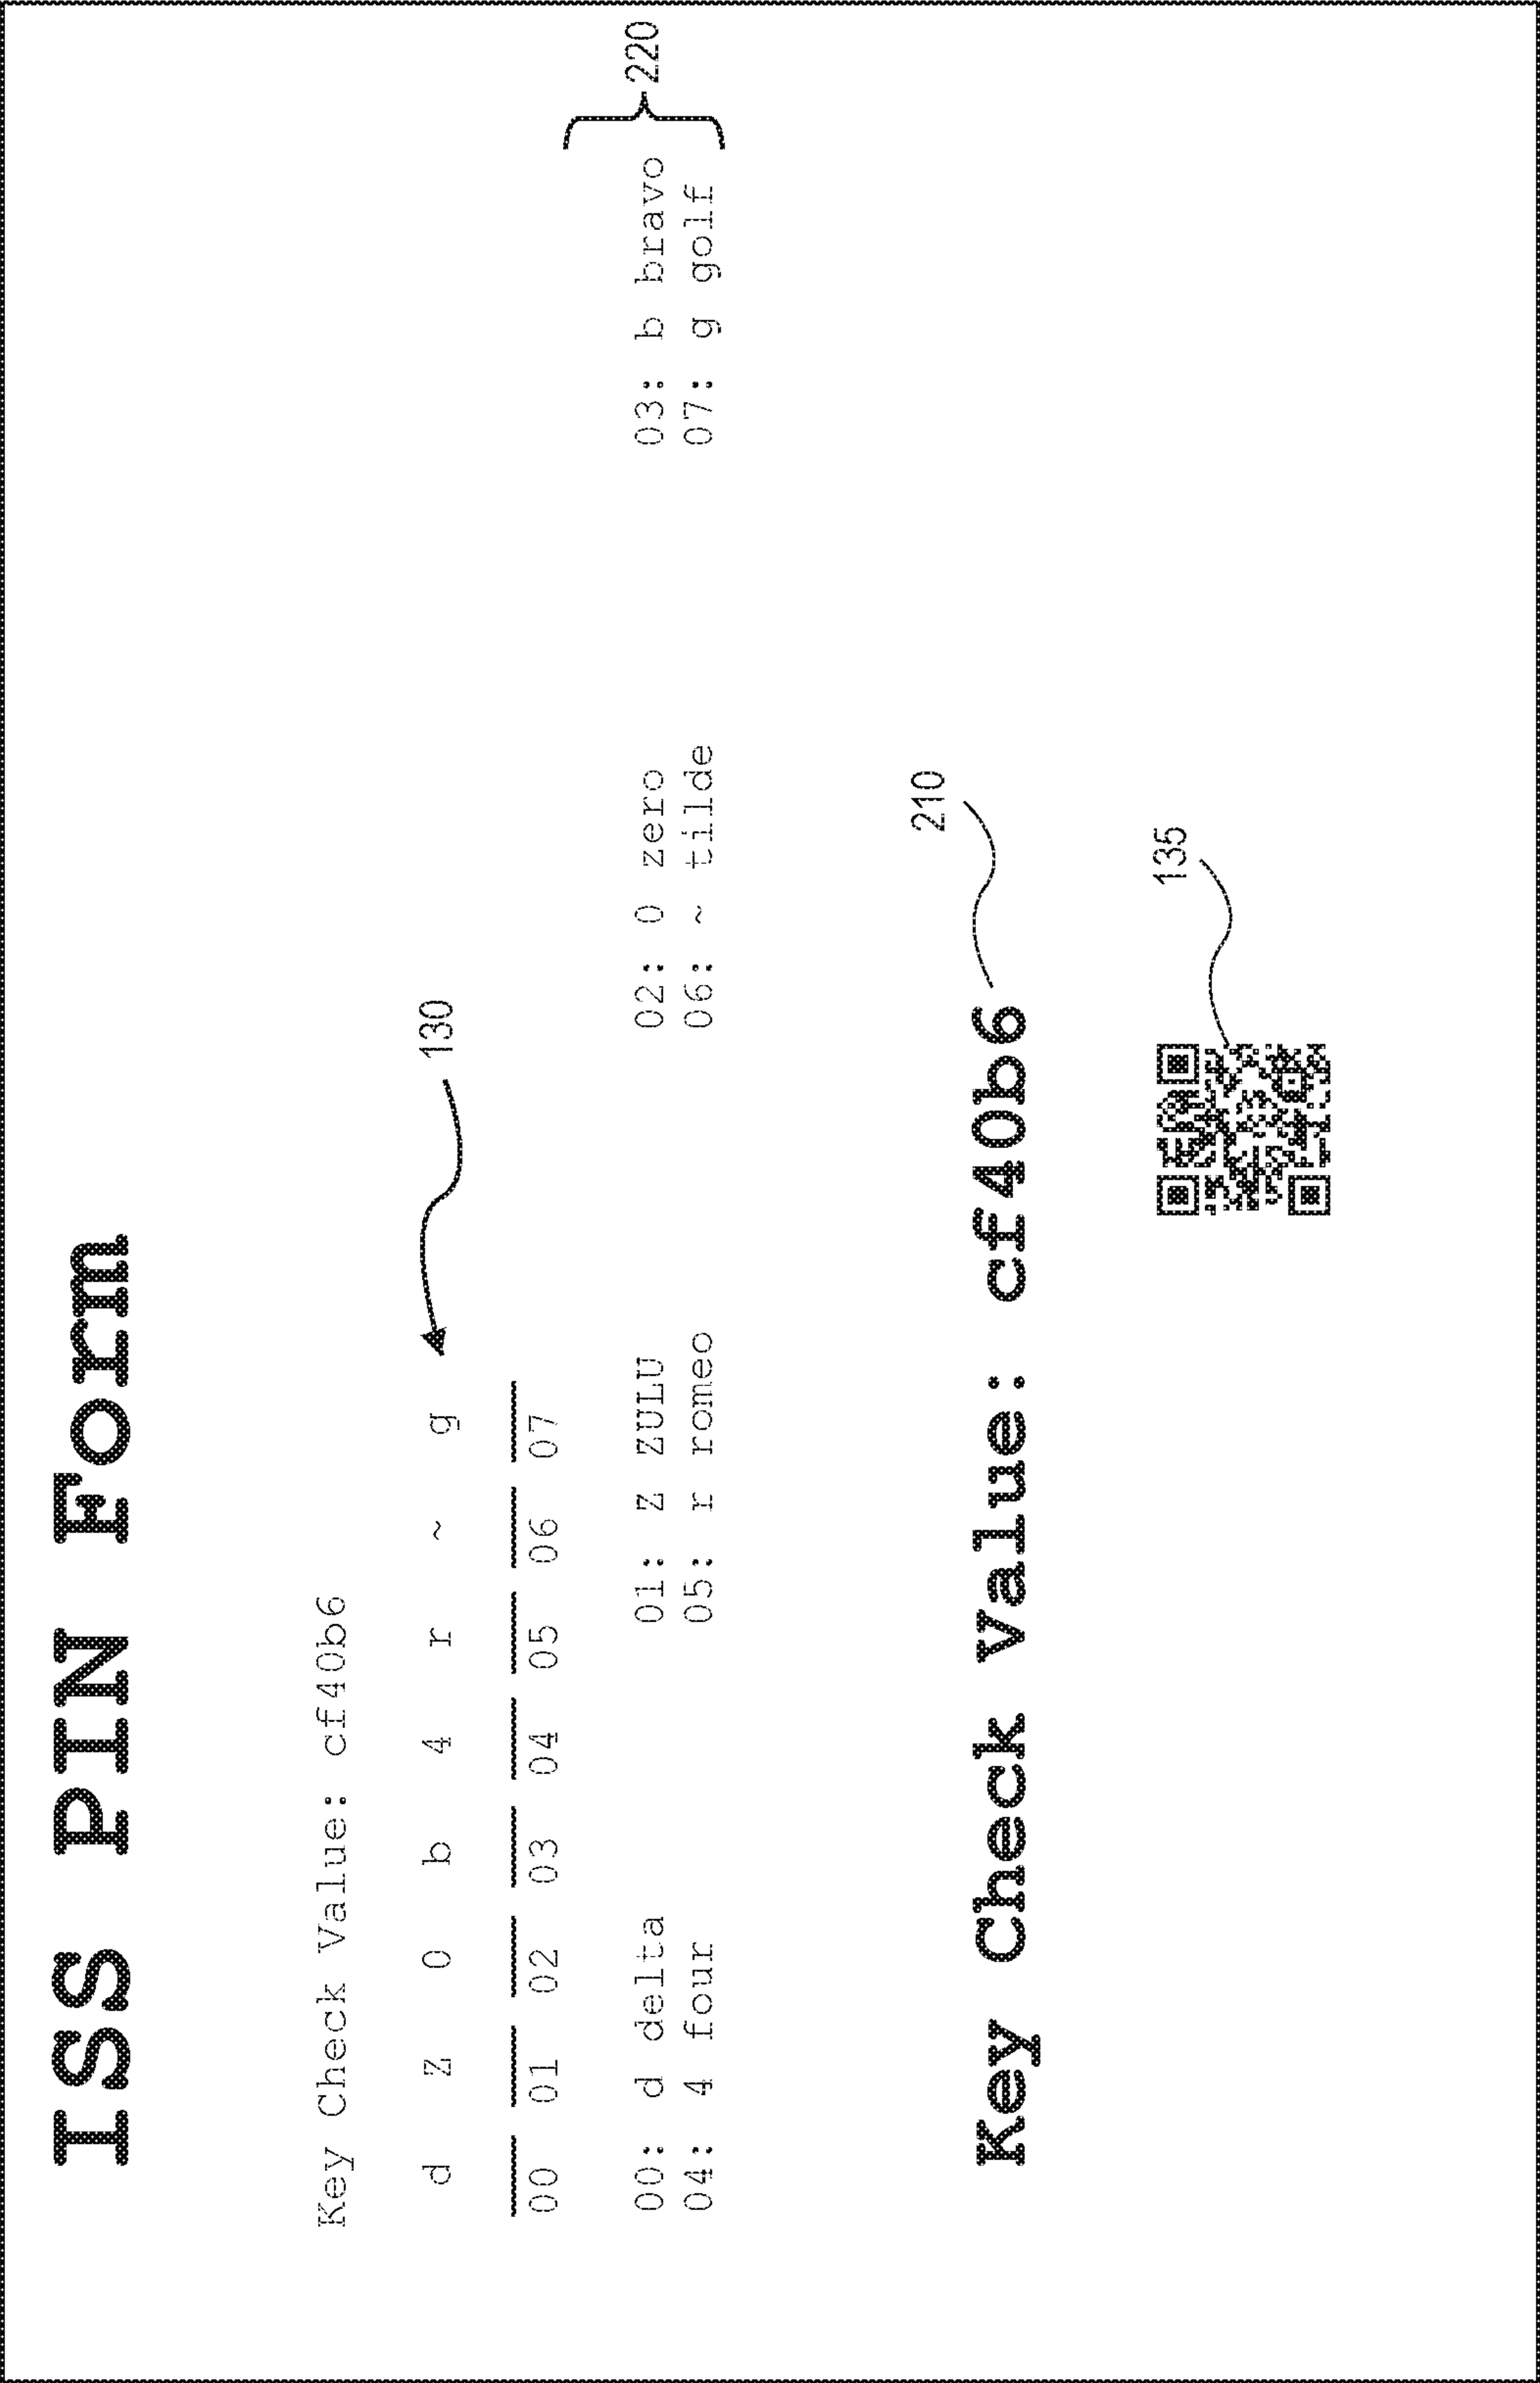 ISS PIN Form
Key Check Value: cf40b6
d Z 0 b 4 r ~ g
130
00 01 02 03 04 05 06 07
00: d delta 01: Z ZULU 02: 0 zero 03: b bravo
04: 4 four 05: r romeo 06: ~ tilde 07: g golf
220
210
Key Check Value: cf40b6
135